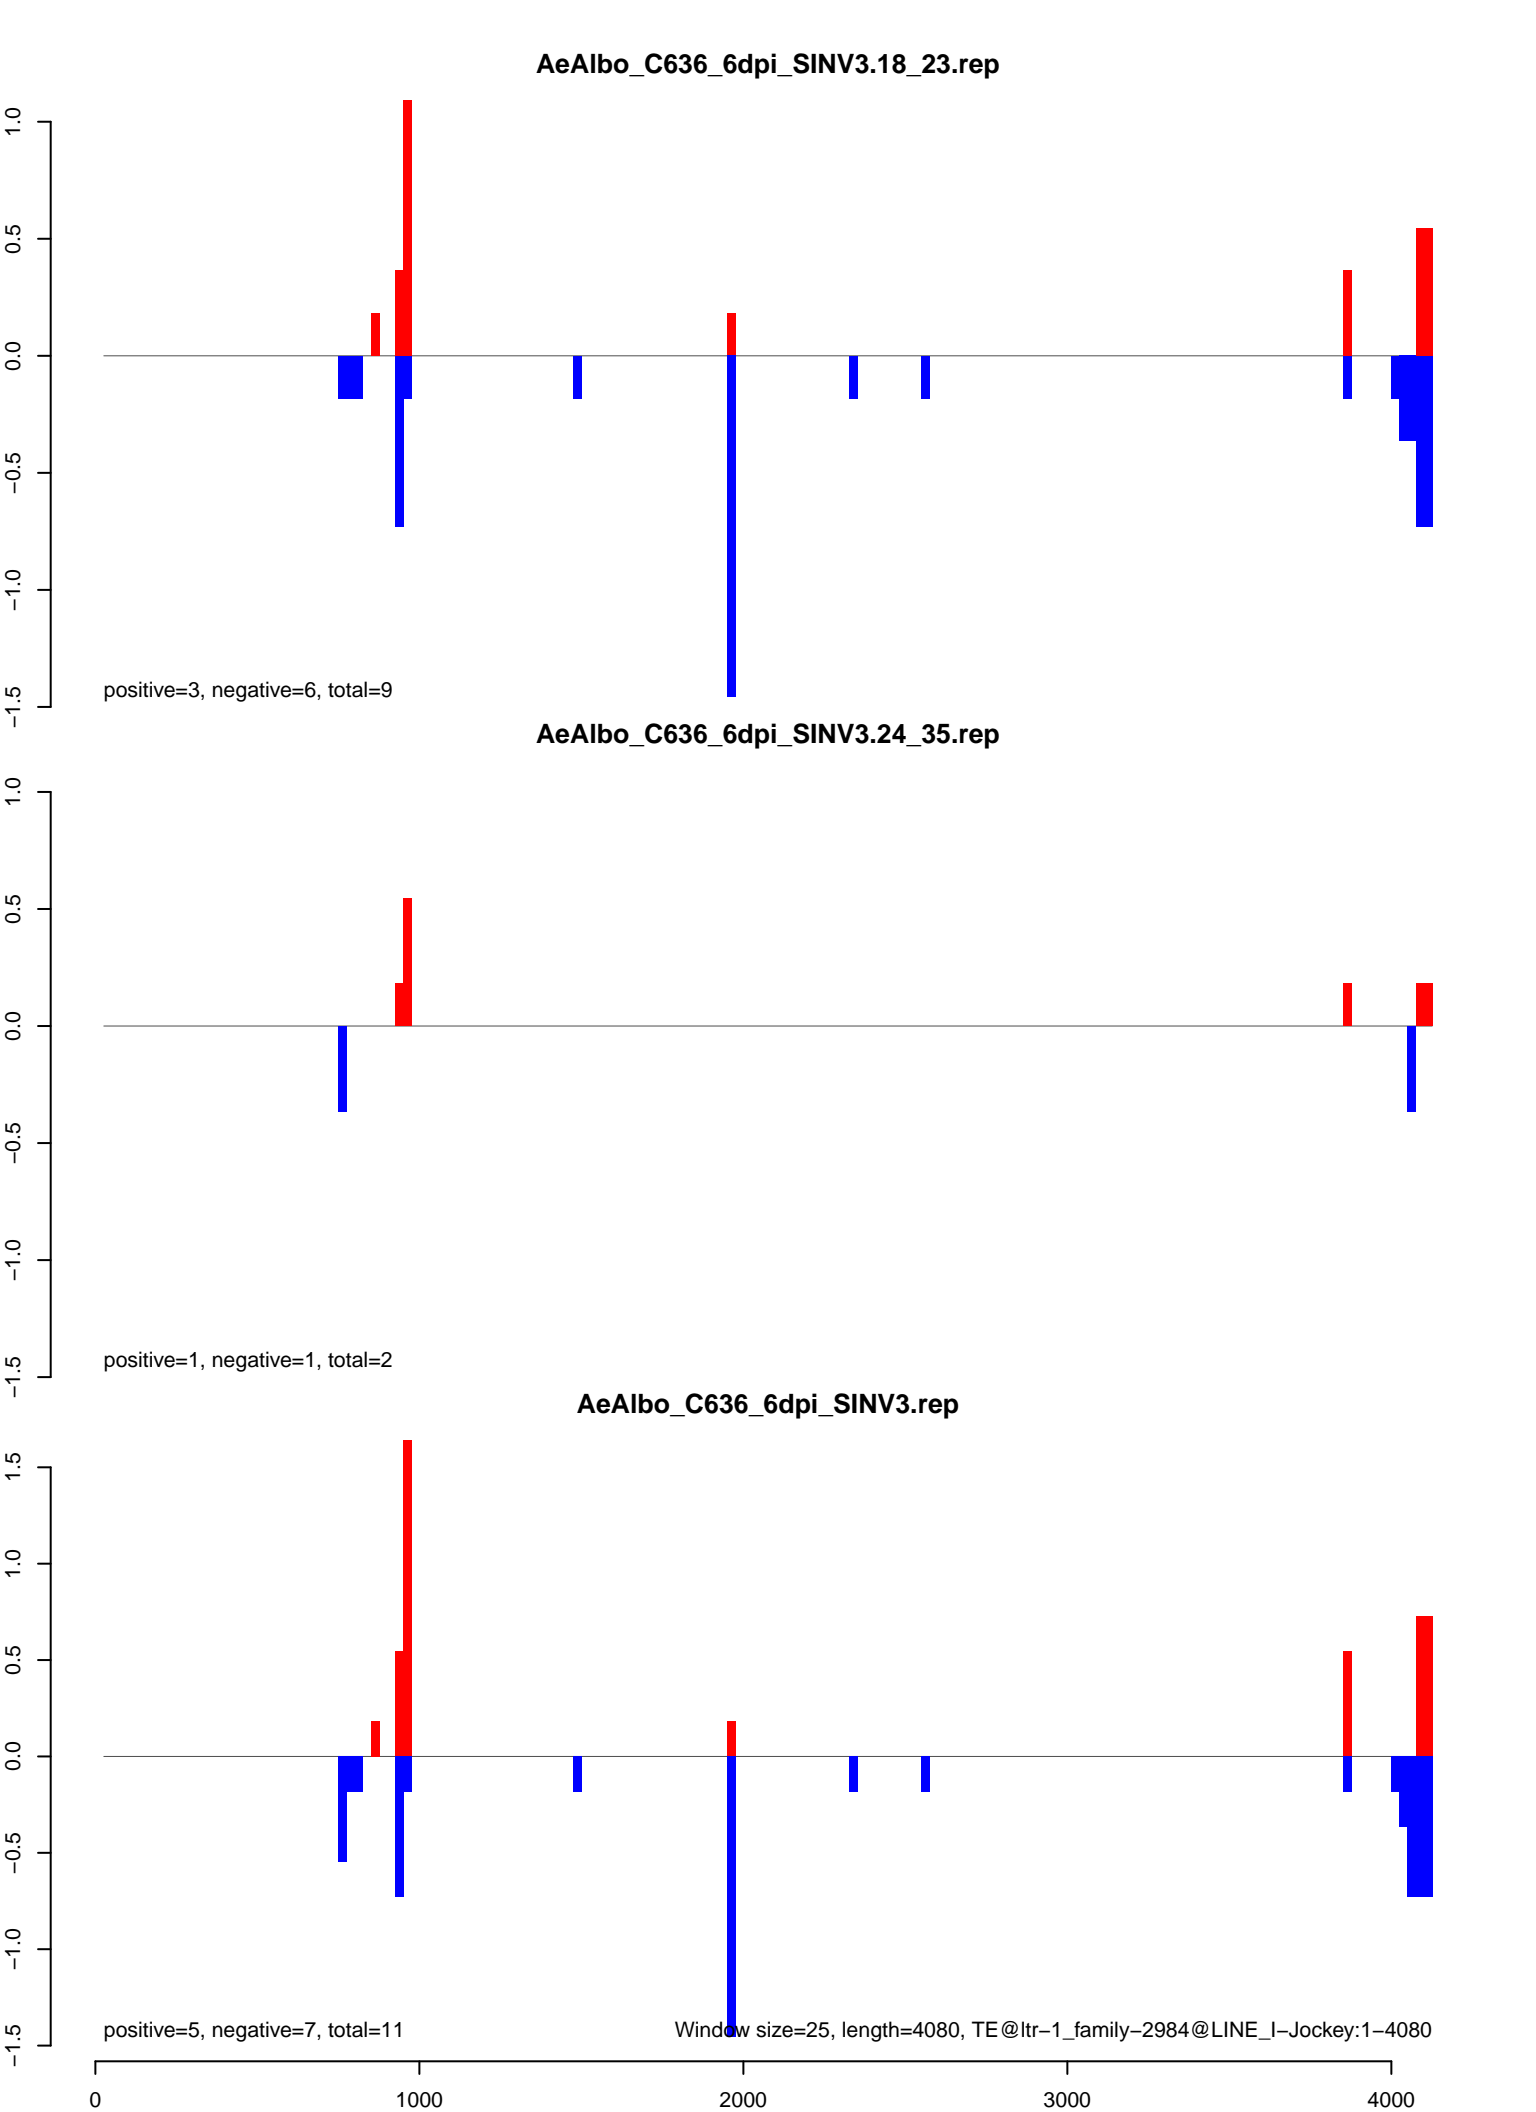 AeAlbo_C636_6dpi_SINV3.18_23.rep
1.0
0.5
0.0
−0.5
−1.0
−1.5
positive=3, negative=6, total=9
AeAlbo_C636_6dpi_SINV3.24_35.rep
1.0
0.5
0.0
−0.5
−1.0
−1.5
positive=1, negative=1, total=2
AeAlbo_C636_6dpi_SINV3.rep
1.5
1.0
0.5
0.0
−0.5
−1.0
−1.5
positive=5, negative=7, total=11
Window size=25, length=4080, TE@ltr−1_family−2984@LINE_I−Jockey:1−4080
0 1000 2000 3000 4000